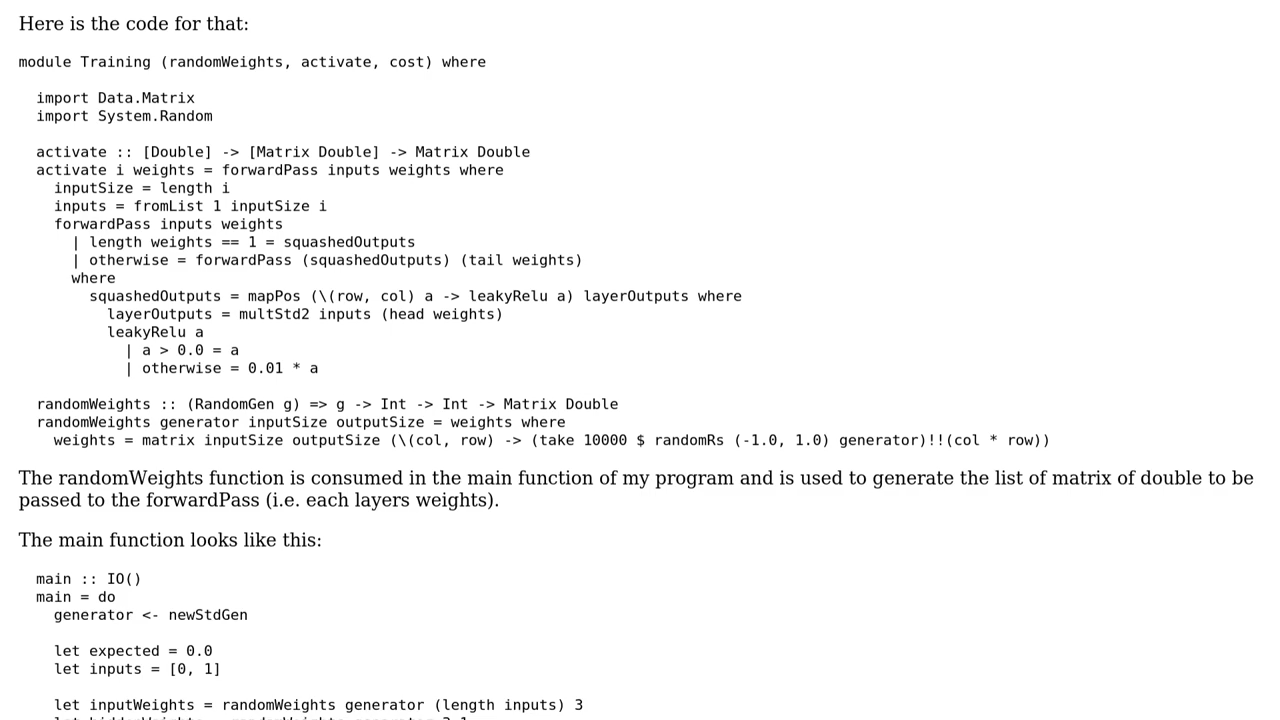 Here is the code for that:
module Training (randomWeights, activate, cost) where
import Data.Matrix
import System.Random
activate :: [Double] -> [Matrix Double] -> Matrix Double
activate i weights = forwardPass inputs weights where
inputSize = length i
inputs = fromList 1 inputSize i
forwardPass inputs weights
| length weights == 1 = squashedOutputs
| otherwise = forwardPass (squashedOutputs) (tail weights)
where
squashedOutputs = mapPos (\(row, col) a -> leakyRelu a) layerOutputs where
layerOutputs = multStd2 inputs (head weights)
leakyRelu a
| a > 0.0 = a
| otherwise = 0.01 * a
randomWeights :: (RandomGen g) => g -> Int -> Int -> Matrix Double
randomWeights generator inputSize outputSize = weights where
weights = matrix inputSize outputSize (\(col, row) -> (take 10000 $ randomRs (-1.0, 1.0) generator)!!(col * row))
The randomWeights function is consumed in the main function of my program and is used to generate the list of matrix of double to be
passed to the forwardPass (i.e. each layers weights).
The main function looks like this:
main :: IO()
main = do
generator <- newStdGen
let expected = 0.0
let inputs = [0, 1]
let inputWeights = randomWeights generator (length inputs) 3